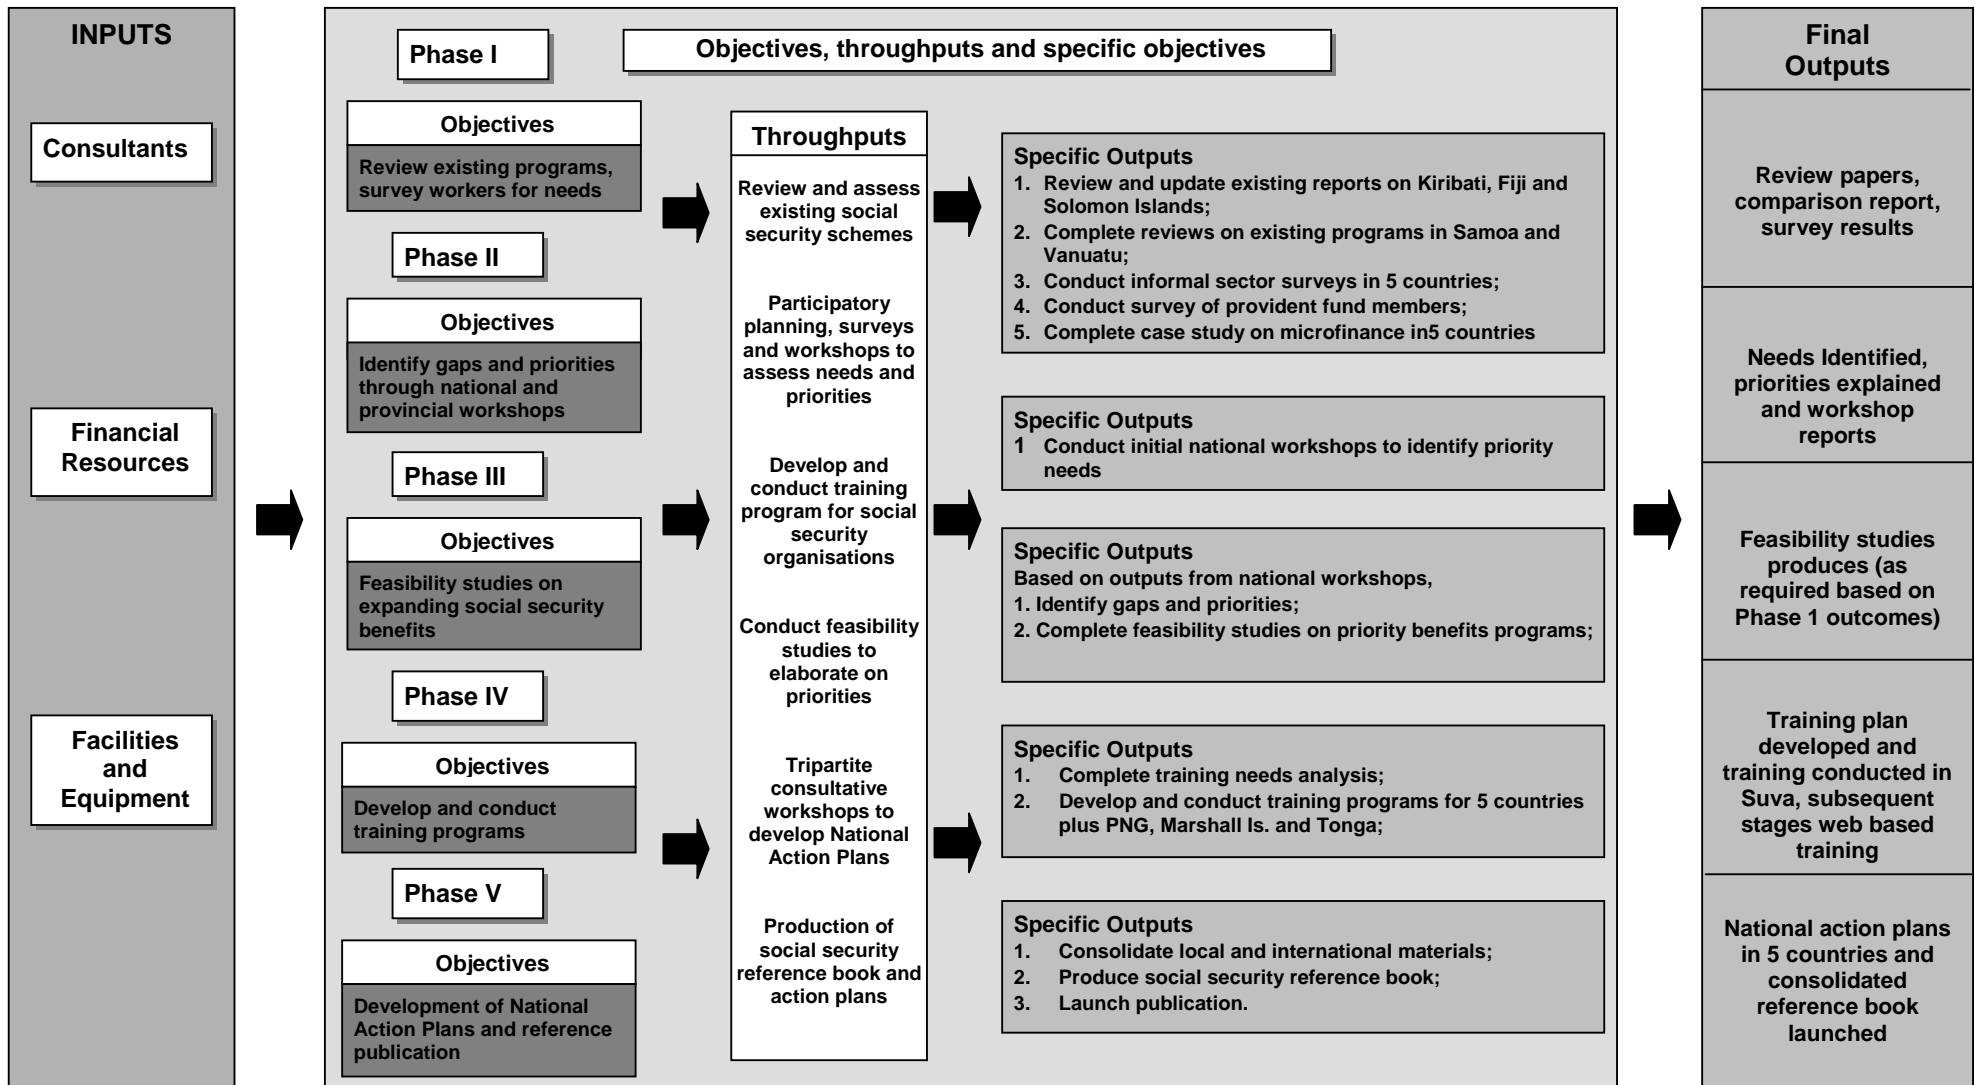 INPUTS
Consultants
Financial
Resources
Facilities
and
Equipment
Phase I
Objectives, throughputs and specific objectives
Objectives
Review existing programs,
survey workers for needs
Phase II
Objectives
Identify gaps and priorities
through national and
provincial workshops
Phase III
Objectives
Feasibility studies on
expanding social security
benefits
Phase IV
Objectives
Develop and conduct
training programs
Phase V
Objectives
Development of National
Action Plans and reference
publication
Throughputs
Review and assess
existing social
security schemes
Participatory
planning, surveys
and workshops to
assess needs and
priorities
Develop and
conduct training
program for social
security
organisations
Conduct feasibility
studies to
elaborate on
priorities
Tripartite
consultative
workshops to
develop National
Action Plans
Production of
social security
reference book and
action plans
Specific Outputs
1. Review and update existing reports on Kiribati, Fiji and
Solomon Islands;
2. Complete reviews on existing programs in Samoa and
Vanuatu;
3. Conduct informal sector surveys in 5 countries;
4. Conduct survey of provident fund members;
5. Complete case study on microfinance in5 countries
Specific Outputs
1 Conduct initial national workshops to identify priority
needs
Specific Outputs
Based on outputs from national workshops,
1. Identify gaps and priorities;
2. Complete feasibility studies on priority benefits programs;
Specific Outputs
1. Complete training needs analysis;
2. Develop and conduct training programs for 5 countries
plus PNG, Marshall Is. and Tonga;
Specific Outputs
1. Consolidate local and international materials;
2. Produce social security reference book;
3. Launch publication.
Final
Outputs
Review papers,
comparison report,
survey results
Needs Identified,
priorities explained
and workshop
reports
Feasibility studies
produces (as
required based on
Phase 1 outcomes)
Training plan
developed and
training conducted in
Suva, subsequent
stages web based
training
National action plans
in 5 countries and
consolidated
reference book
launched